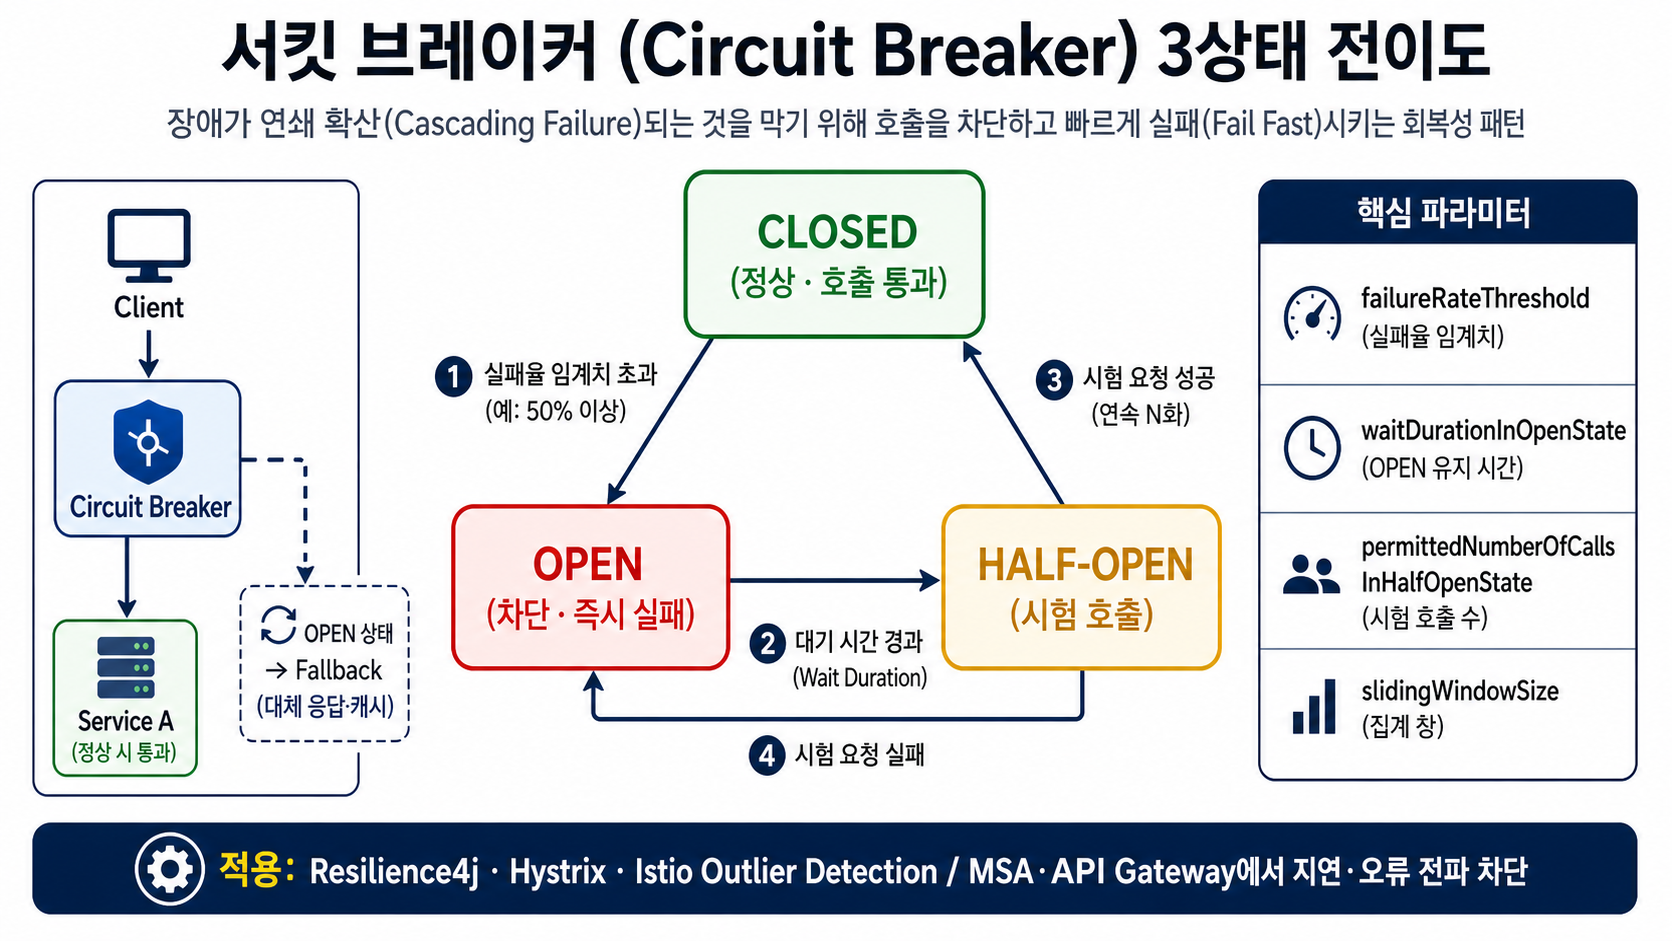 서킷 브레이커 (Circuit Breaker) 3상태 전이도
장애가 연쇄 확산(Cascading Failure)되는 것을 막기 위해 호출을 차단하고 빠르게 실패(Fail Fast)시키는 회복성 패턴
Client
Circuit Breaker
Service A
(정상 시 통과)
OPEN 상태
→ Fallback
(대체 응답·캐시)
CLOSED
(정상 · 호출 통과)
1 실패율 임계치 초과
(예: 50% 이상)
3 시험 요청 성공
(연속 N화)
OPEN
(차단 · 즉시 실패)
HALF-OPEN
(시험 호출)
2 대기 시간 경과
(Wait Duration)
4 시험 요청 실패
핵심 파라미터
failureRateThreshold
(실패율 임계치)
waitDurationInOpenState
(OPEN 유지 시간)
permittedNumberOfCalls
InHalfOpenState
(시험 호출 수)
slidingWindowSize
(집계 창)
적용: Resilience4j · Hystrix · Istio Outlier Detection / MSA·API Gateway에서 지연·오류 전파 차단